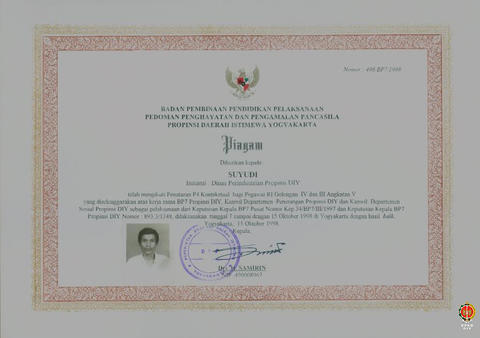 Nomor : 406/BP7/1998
BADAN PEMBINAAN PENDIDIKAN PELAKSANAAN
PEDOMAN PENGHAYATAN DAN PENGAMALAN PANCASILA
PROPINSI DAERAH ISTIMEWA YOGYAKARTA
Piagam
Diberikan kepada
SUYUDI
Instansi : Dinas Perindustrian Propinsi DIY
telah mengikuti Penataran P4 Kontekstual bagi Pegawai RI Golongan IV dan III Angkatan V
yang diselenggarakan atas kerja sama BP7 Propinsi DIY, Kanwil Departemen Penerangan Propinsi DIY dan Kanwil Departemen
Sosial Propinsi DIY sebagai pelaksanaan dari Keputusan Kepala BP7 Pusat Nomor Kep.34/BP7/III/1997 dan Keputusan Kepala BP7
Propinsi DIY Nomor : 893.3/1349, dilaksanakan tanggal 7 sampai dengan 15 Oktober 1998 di Yogyakarta dengan hasil Baik.
Yogyakarta, 15 Oktober 1998
Kepala,
SAMIRIN